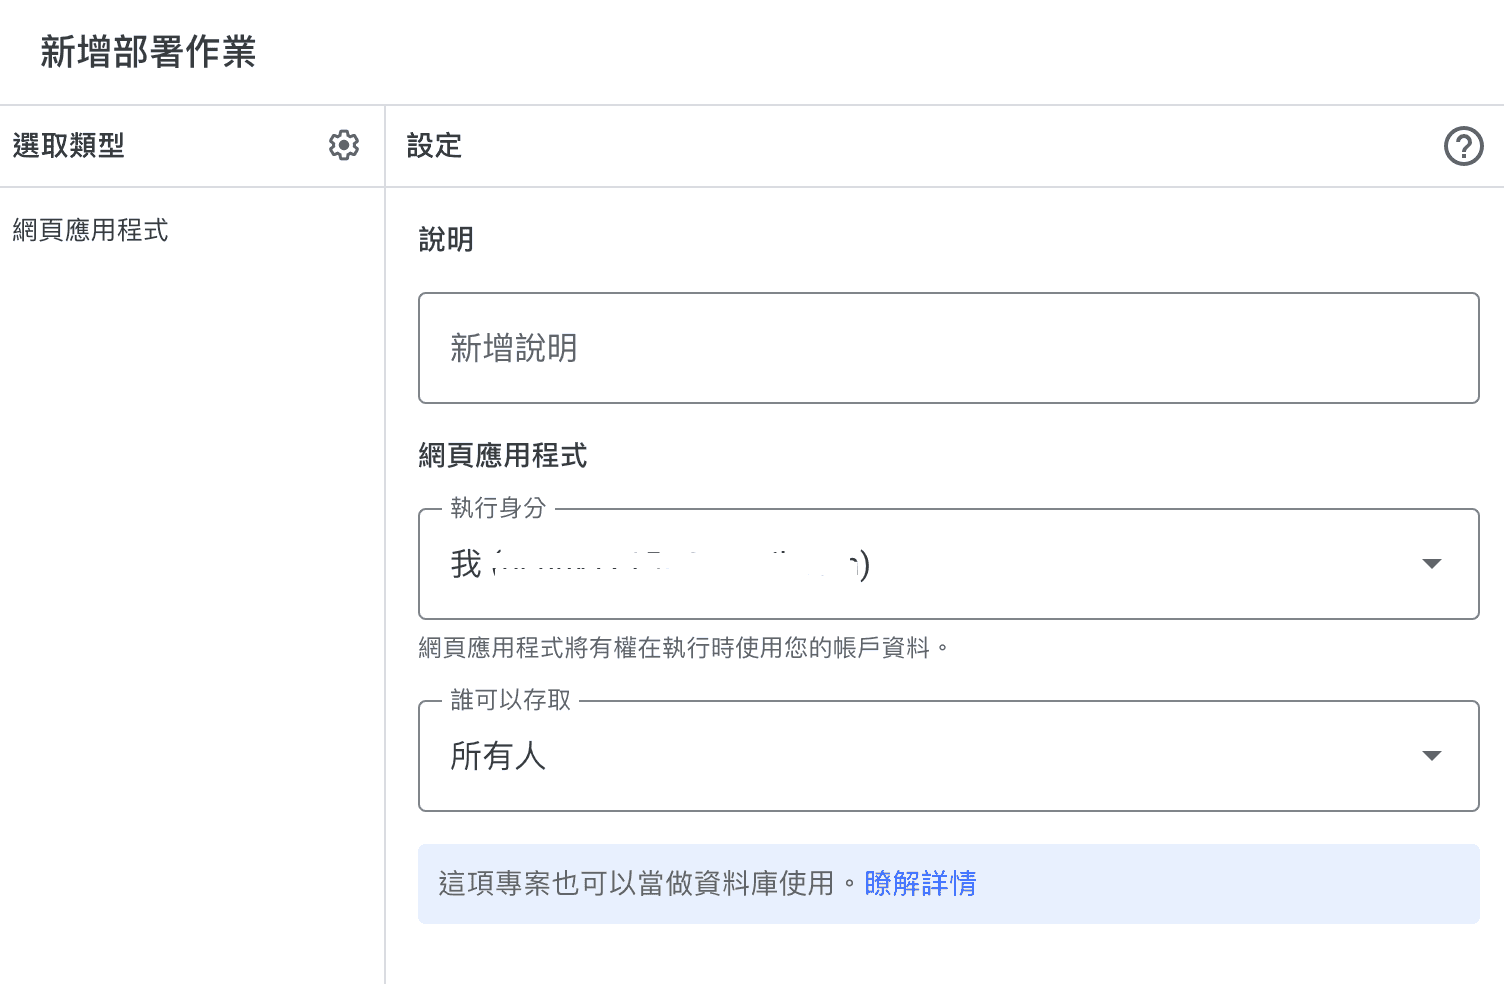 新增部署作業
選取類型
設定
網頁應用程式
說明
新增說明
網頁應用程式
執行身分
我
網頁應用程式將有權在執行時使用您的帳戶資料。
誰可以存取
所有人
這項專案也可以當做資料庫使用。瞭解詳情